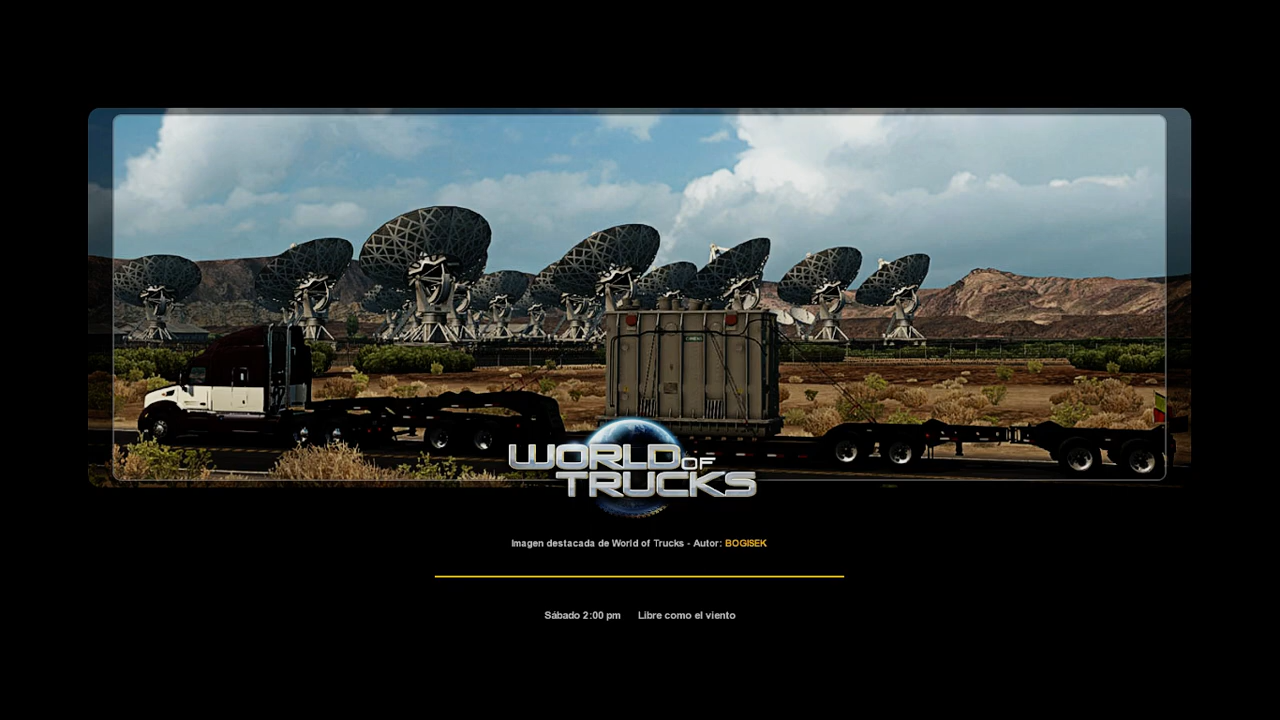 WORLD OF
TRUCKS
Imagen destacada de World of Trucks - Autor: BOGISEK
Sábado 2:00 pm Libre como el viento